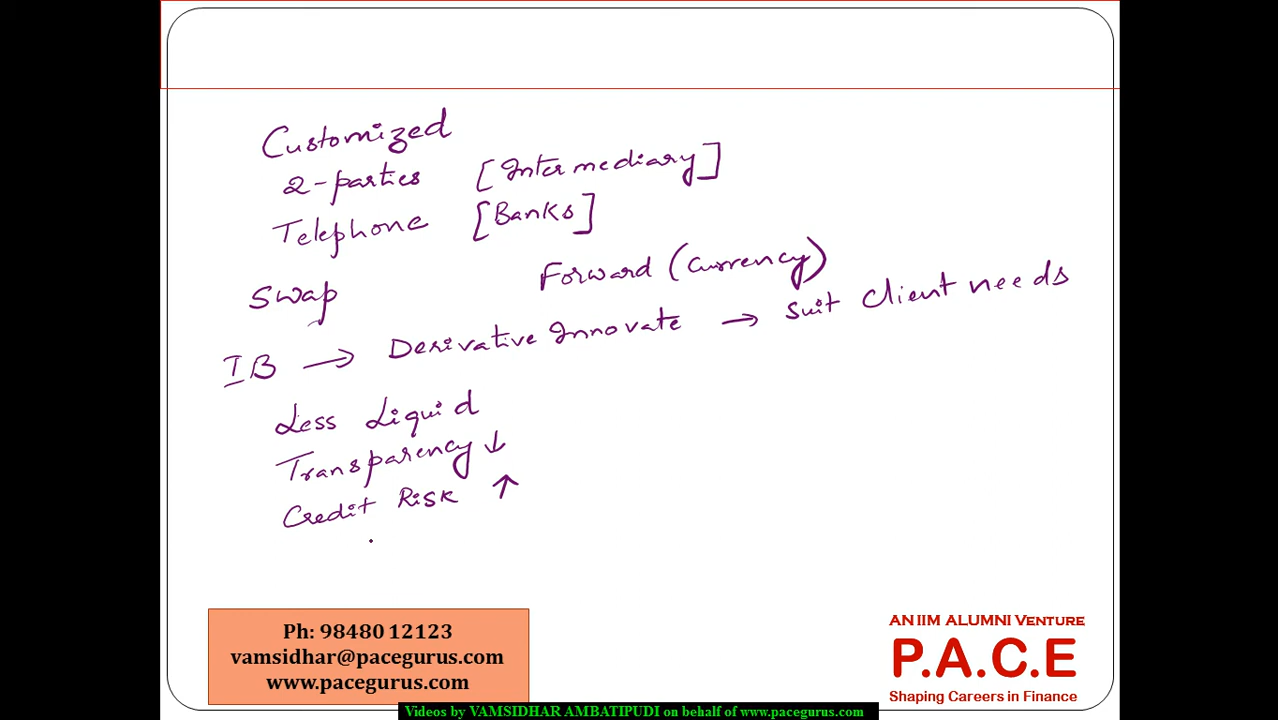 Customized
2-parties [Intermediary]
Telephone [Banks]
Swap Forward (Currency)
IB → Derivative Innovate → Suit Client needs
Less Liquid
Transparency ↓
Credit Risk ↑
Ph: 98480 12123
vamsidhar@pacegurus.com
www.pacegurus.com
AN IIM ALUMNI VENTURE
P.A.C.E
Shaping Careers in Finance
Videos by VAMSIDHAR AMBATIPUDI on behalf of www.pacegurus.com